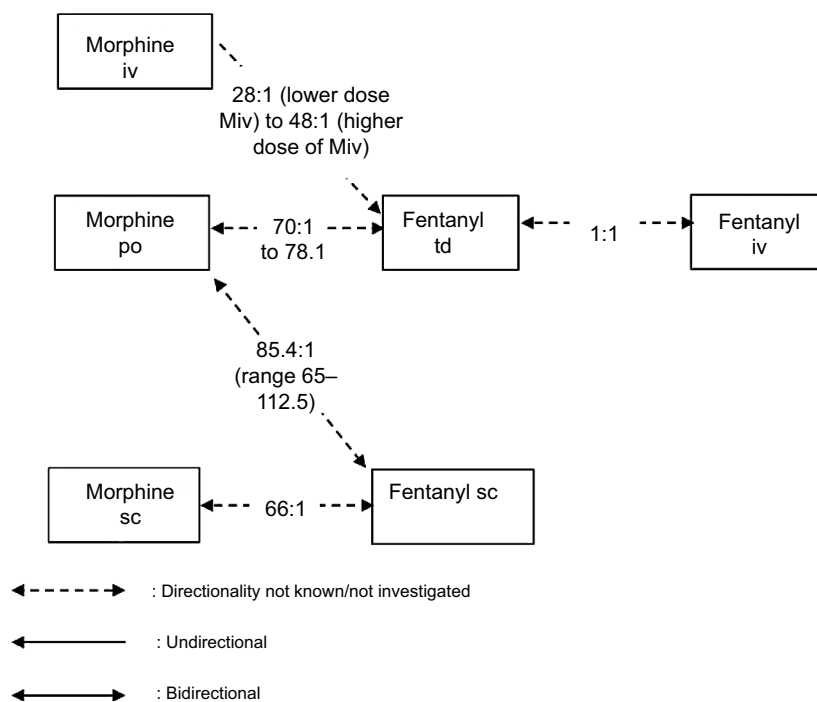 Morphine
iv
28:1 (lower dose
Miv) to 48:1 (higher
dose of Miv)
Morphine
po
70:1
to 78.1
Fentanyl
td
1:1
Fentanyl
iv
85.4:1
(range 65–
112.5)
Morphine
sc
66:1
Fentanyl sc
: Directionality not known/not investigated
: Undirectional
: Bidirectional